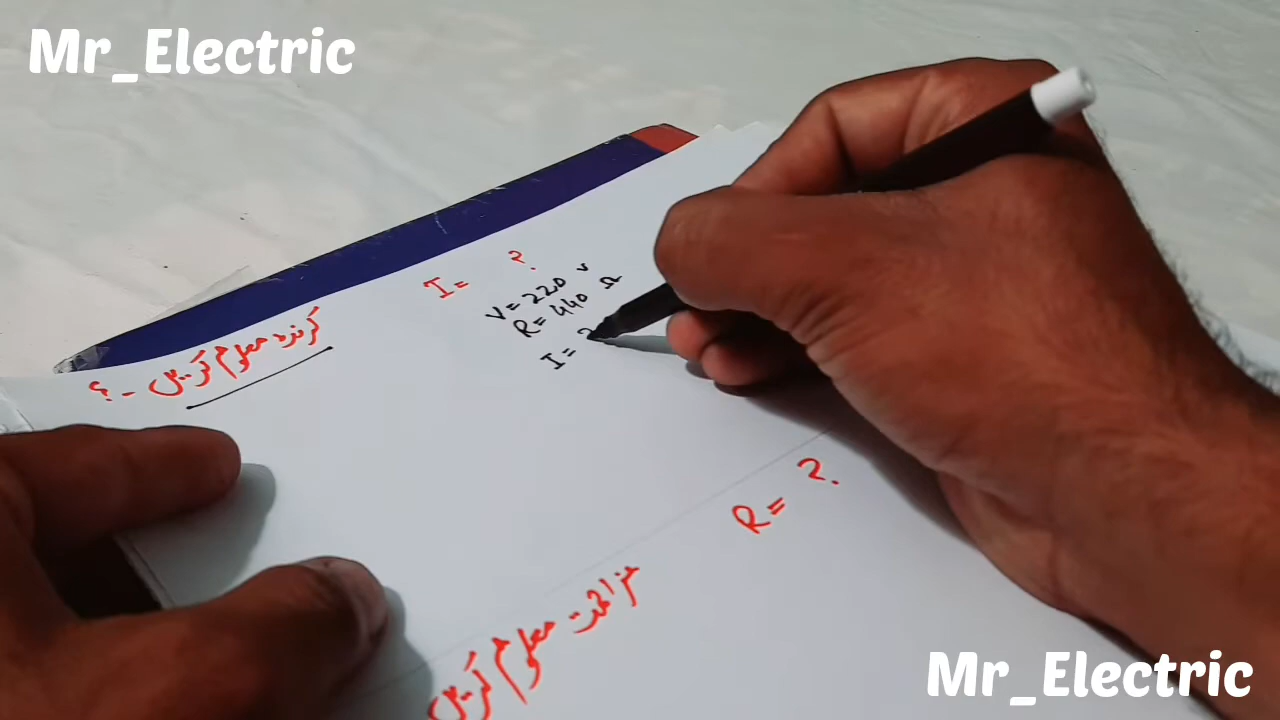 Mr_Electric
I= ?
V= 220 v
R= 440 Ω
I= ?
کرنٹ معلوم کریں - ؟
R= ?
مزاحمت معلوم کریں
Mr_Electric